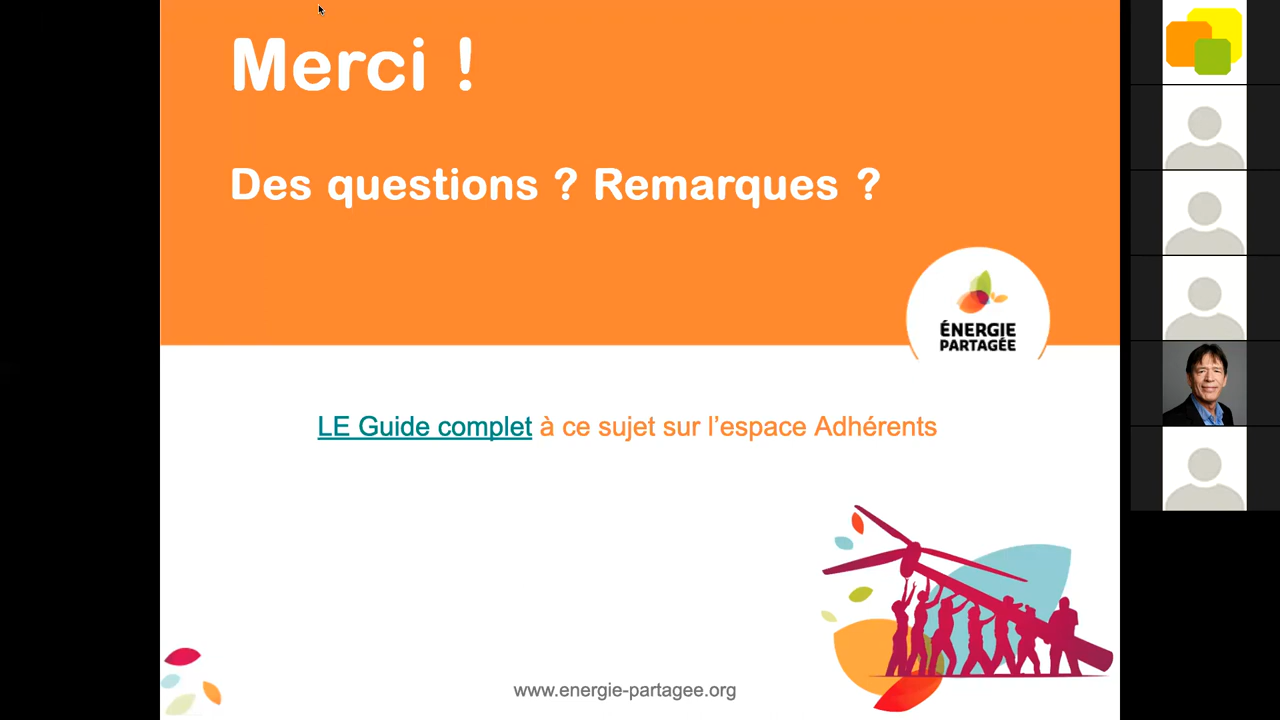 Merci !
Des questions ? Remarques ?
ÉNERGIE
PARTAGÉE
LE Guide complet à ce sujet sur l’espace Adhérents
www.energie-partagee.org